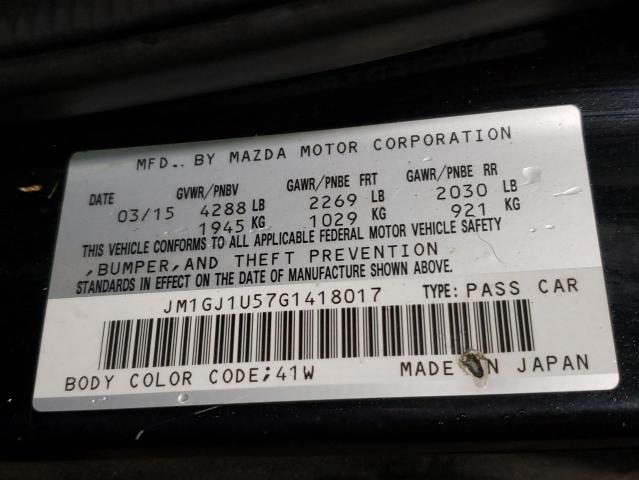 MFD.. BY MAZDA MOTOR CORPORATION
DATE GVWR/PNBV GAWR/PNBE FRT GAWR/PNBE RR
03/15 4288 LB 2269 LB 2030 LB
1945 KG 1029 KG 921 KG
THIS VEHICLE CONFORMS TO ALL APPLICABLE FEDERAL MOTOR VEHICLE SAFETY
,BUMPER,AND THEFT PREVENTION
STANDARDS IN EFFECT ON THE DATE OF MANUFACTURE SHOWN ABOVE.
JM1GJ1U57G1418017 TYPE: PASS CAR
BODY COLOR CODE;41W MADE IN JAPAN